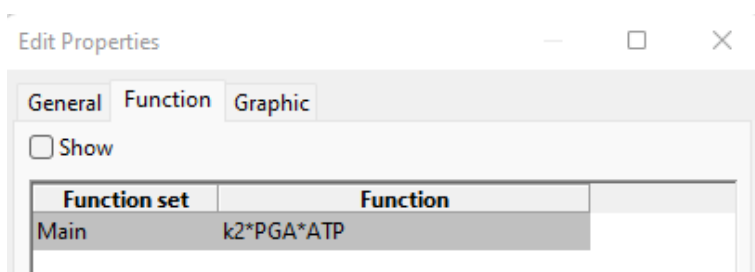 Edit Properties
General Function Graphic
Show
Function set Function
Main k2*PGA*ATP